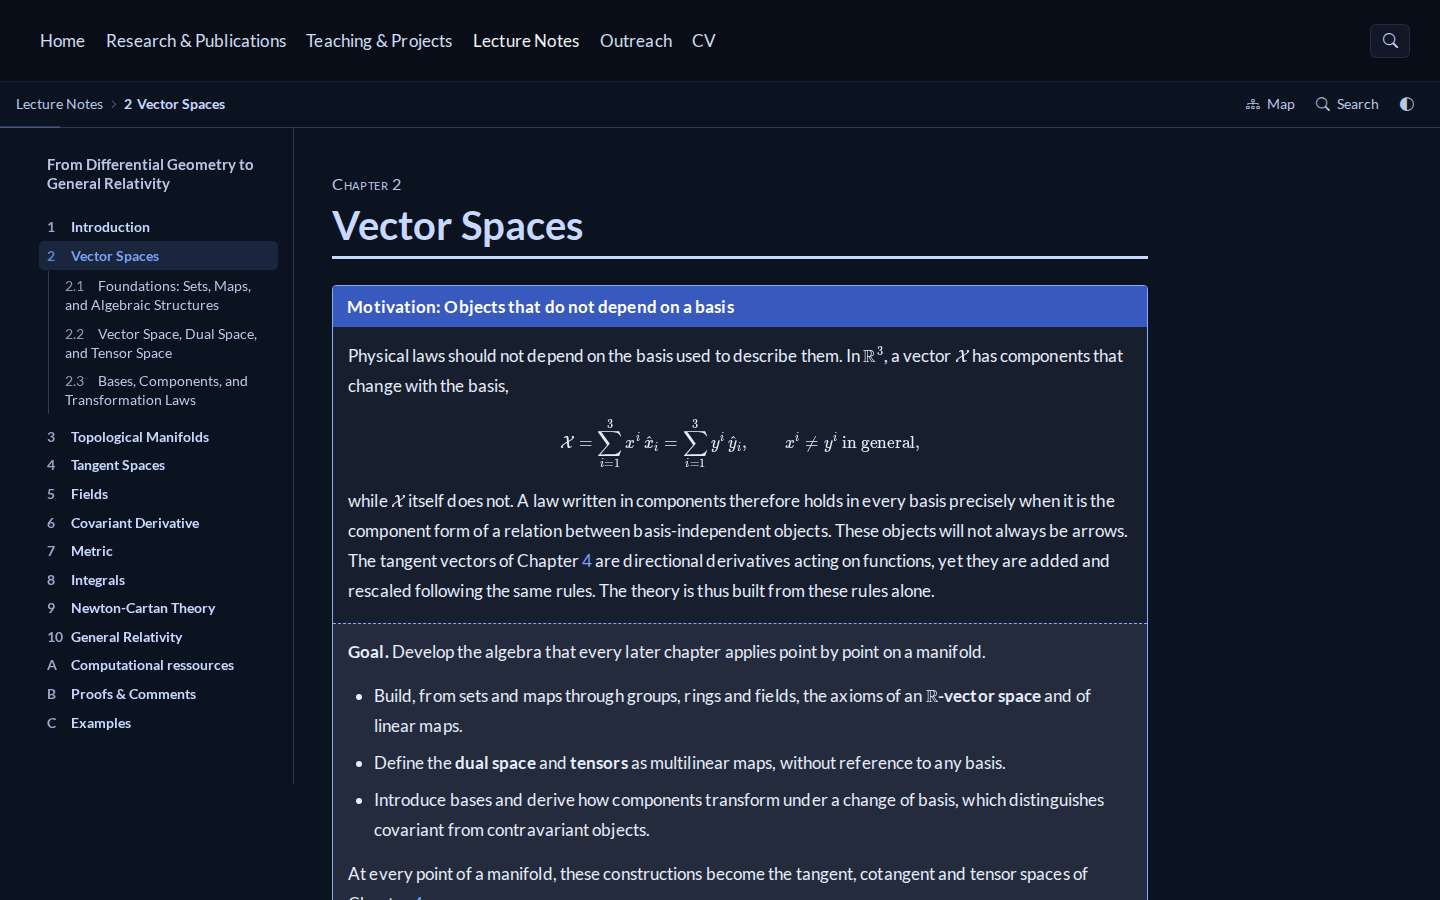 Home Research & Publications Teaching & Projects Lecture Notes Outreach CV
Lecture Notes > 2 Vector Spaces Map Search
From Differential Geometry to
General Relativity
1 Introduction
2 Vector Spaces
2.1 Foundations: Sets, Maps,
and Algebraic Structures
2.2 Vector Space, Dual Space,
and Tensor Space
2.3 Bases, Components, and
Transformation Laws
3 Topological Manifolds
4 Tangent Spaces
5 Fields
6 Covariant Derivative
7 Metric
8 Integrals
9 Newton-Cartan Theory
10 General Relativity
A Computational ressources
B Proofs & Comments
C Examples
Chapter 2
Vector Spaces
Motivation: Objects that do not depend on a basis
Physical laws should not depend on the basis used to describe them. In ℝ³, a vector 𝒳 has components that
change with the basis,
𝒳 = ∑_{i=1}^{3} x^i x̂_i = ∑_{i=1}^{3} y^i ŷ_i, x^i ≠ y^i in general,
while 𝒳 itself does not. A law written in components therefore holds in every basis precisely when it is the
component form of a relation between basis-independent objects. These objects will not always be arrows.
The tangent vectors of Chapter 4 are directional derivatives acting on functions, yet they are added and
rescaled following the same rules. The theory is thus built from these rules alone.
Goal. Develop the algebra that every later chapter applies point by point on a manifold.
• Build, from sets and maps through groups, rings and fields, the axioms of an ℝ-vector space and of
linear maps.
• Define the dual space and tensors as multilinear maps, without reference to any basis.
• Introduce bases and derive how components transform under a change of basis, which distinguishes
covariant from contravariant objects.
At every point of a manifold, these constructions become the tangent, cotangent and tensor spaces of